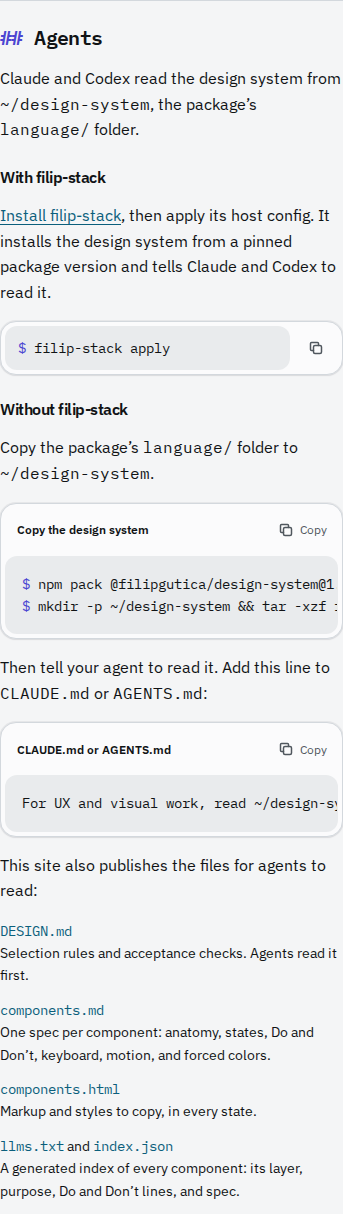 ### Agents
Claude and Codex read the design system from
~/design-system, the package’s
language/ folder.
With filip-stack
Install filip-stack, then apply its host config. It
installs the design system from a pinned
package version and tells Claude and Codex to
read it.
$ filip-stack apply
Without filip-stack
Copy the package’s language/ folder to
~/design-system.
Copy the design system Copy
$ npm pack @filipgutica/design-system@1
$ mkdir -p ~/design-system && tar -xzf
Then tell your agent to read it. Add this line to
CLAUDE.md or AGENTS.md:
CLAUDE.md or AGENTS.md Copy
For UX and visual work, read ~/design-sy
This site also publishes the files for agents to
read:
DESIGN.md
Selection rules and acceptance checks. Agents read it
first.
components.md
One spec per component: anatomy, states, Do and
Don’t, keyboard, motion, and forced colors.
components.html
Markup and styles to copy, in every state.
llms.txt and index.json
A generated index of every component: its layer,
purpose, Do and Don’t lines, and spec.